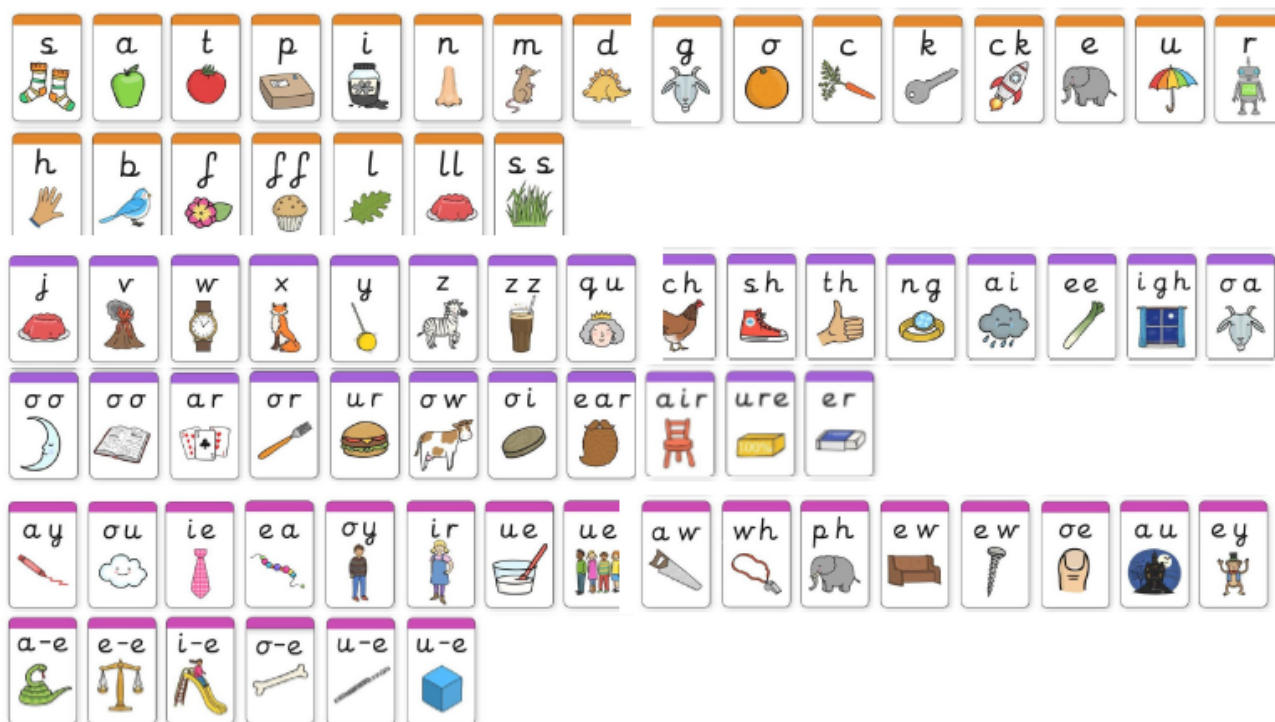 s a t p i n m d g o c k ck e u r
h b f ff l ll ss
j v w x y z zz qu ch sh th ng ai ee igh oa
oo oo ar or ur ow oi ear air ure er
100%
ay ou ie ea oy ir ue ue aw wh ph ew ew oe au ey
a-e e-e i-e o-e u-e u-e